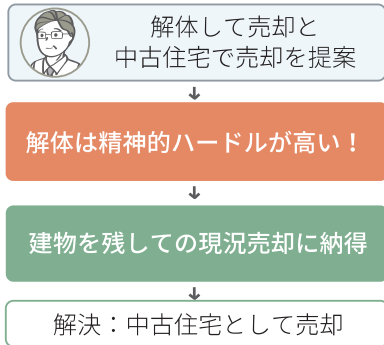 解体して売却と
中古住宅で売却を提案
解体は精神的ハードルが高い！
建物を残しての現況売却に納得
解決：中古住宅として売却